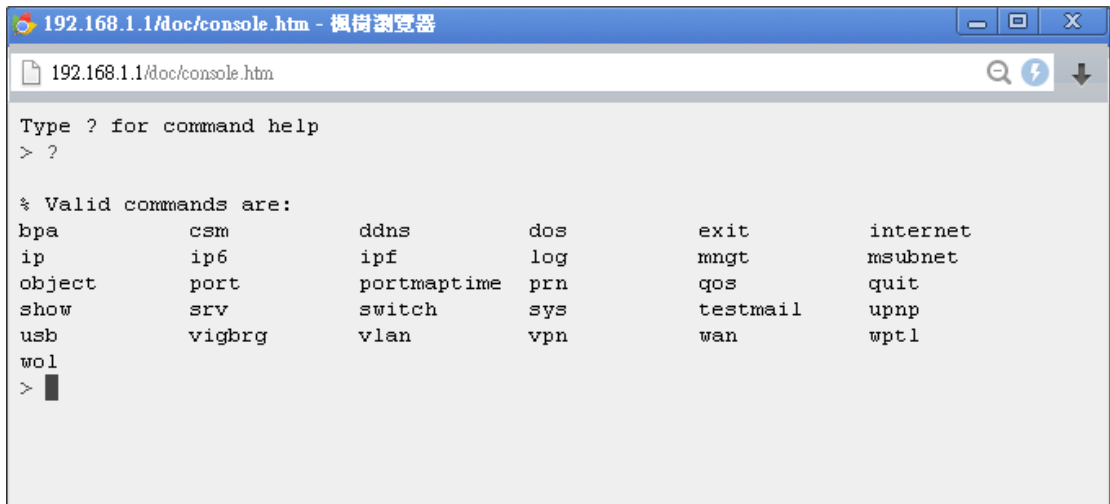 192.168.1.1/doc/console.htm - 楓樹瀏覽器
192.168.1.1/doc/console.htm
Type ? for command help
> ?
% Valid commands are:
bpa csm ddns dos exit internet
ip ip6 ipf log mngt msubnet
object port portmaptime prn qos quit
show srv switch sys testmail upnp
usb vigbrg vlan vpn wan wptl
wol
>